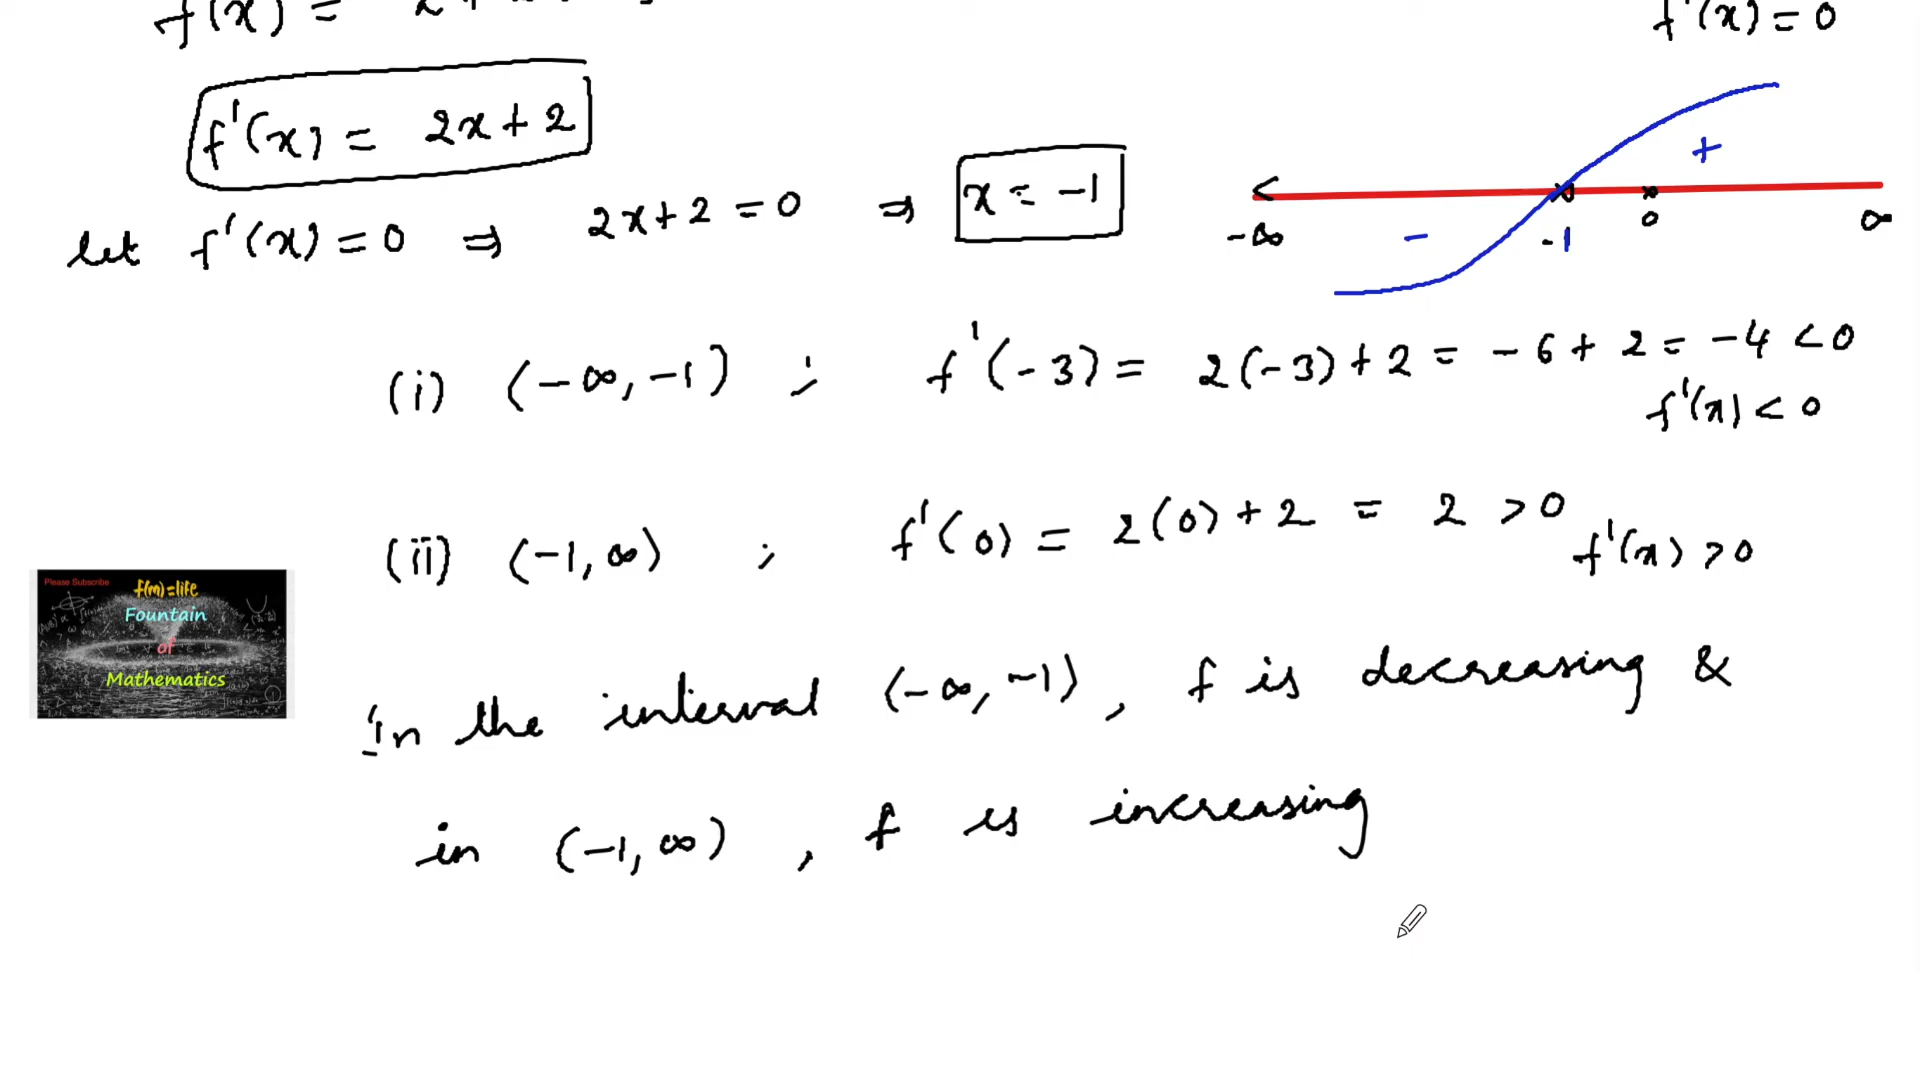 f(x) =
f'(x) = 0
f'(x) = 2x + 2
let f'(x) = 0 ⇒ 2x + 2 = 0 ⇒ x = -1
+
-∞ - -1 0 ∞
(i) (-∞, -1) ; f'(-3) = 2(-3) + 2 = -6 + 2 = -4 < 0
f'(x) < 0
(ii) (-1, ∞) ; f'(0) = 2(0) + 2 = 2 > 0
f'(x) > 0
Please Subscribe
f(m)=life
Fountain
of
Mathematics
In the interval (-∞, -1), f is decreasing &
in (-1, ∞), f is increasing